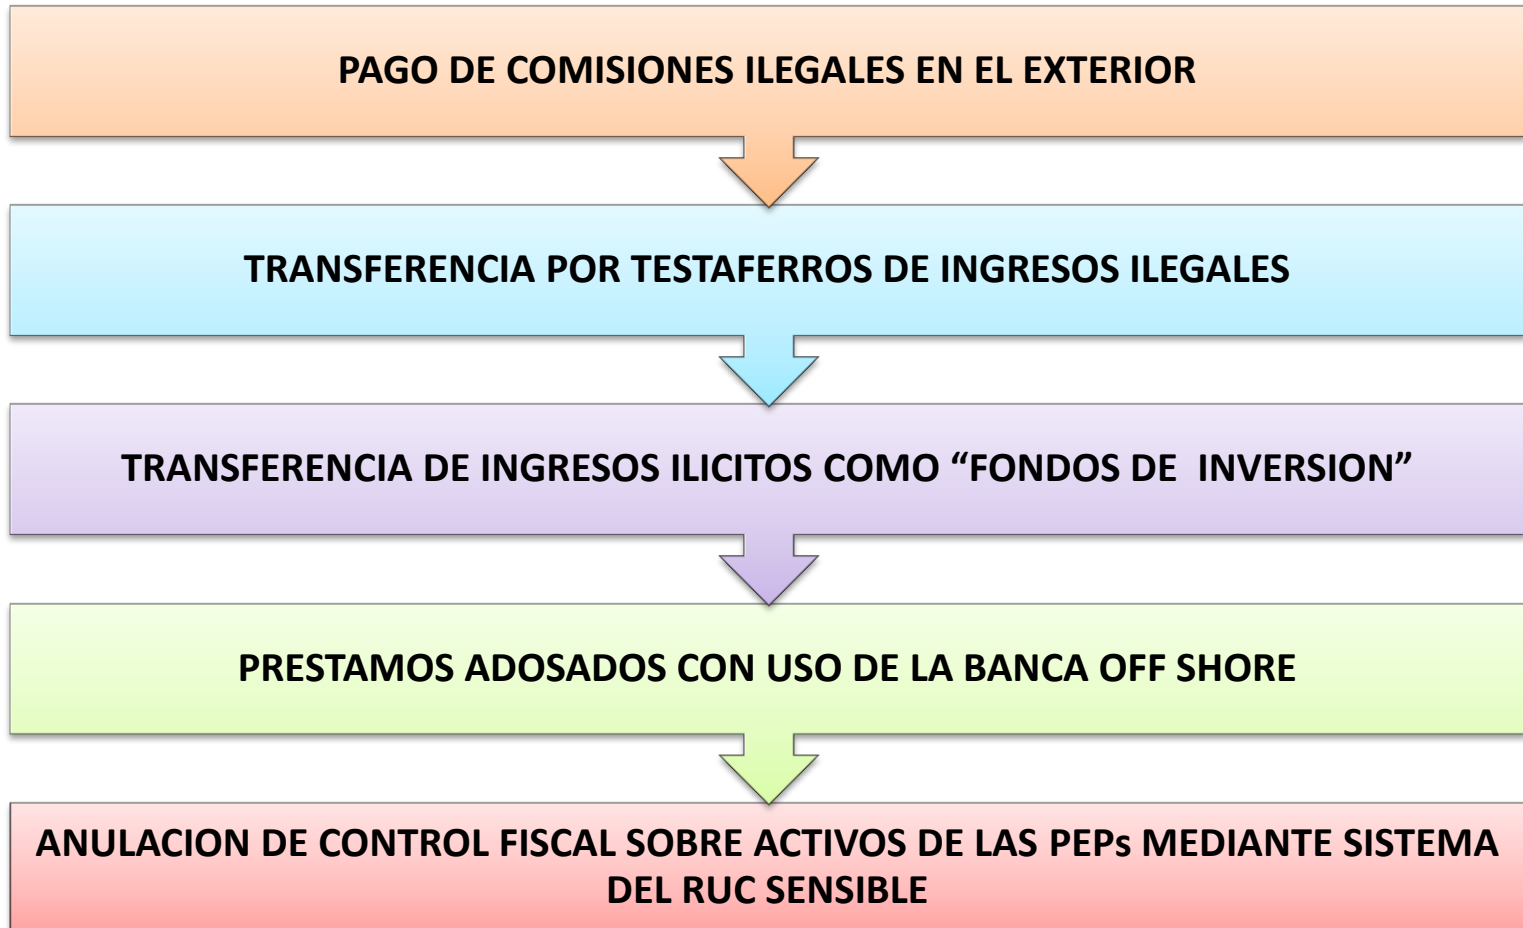 PAGO DE COMISIONES ILEGALES EN EL EXTERIOR
TRANSFERENCIA POR TESTAFERROS DE INGRESOS ILEGALES
TRANSFERENCIA DE INGRESOS ILICITOS COMO “FONDOS DE  INVERSION”
PRESTAMOS ADOSADOS CON USO DE LA BANCA OFF SHORE
ANULACION DE CONTROL FISCAL SOBRE ACTIVOS DE LAS PEPs MEDIANTE SISTEMA
DEL RUC SENSIBLE